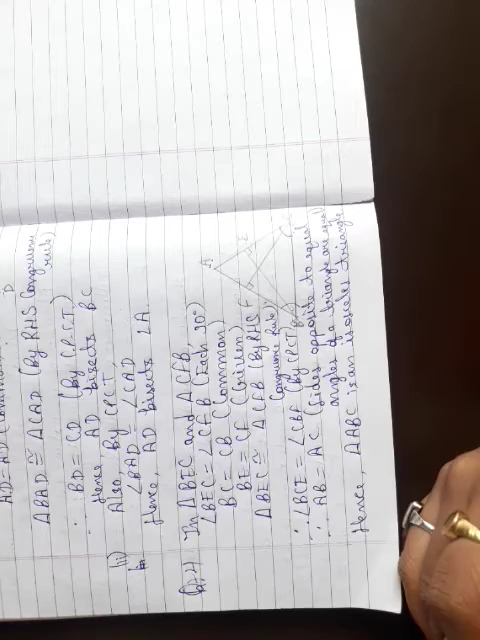 AD = AD (Common)
D
ΔBAD ≅ ΔCAD (By RHS Congruence rule)
∴ BD = CD (By CPCT)
Hence, AD bisects BC
ii) Also, By CPCT
∠BAD = ∠CAD
Hence, AD bisects ∠A.
Q.4 In ΔBEC and ΔCFB,
∠BEC = ∠CFB (Each 90°)
BC = CB (Common)
BE = CF (Given)
ΔBEC ≅ ΔCFB (By RHS Congruence Rule)
∴ ∠BCE = ∠CBF (By CPCT)
∴ AB = AC (Sides opposite to equal angles of a triangle are equal)
Hence, ΔABC is an isosceles triangle
A
E
F
B
C